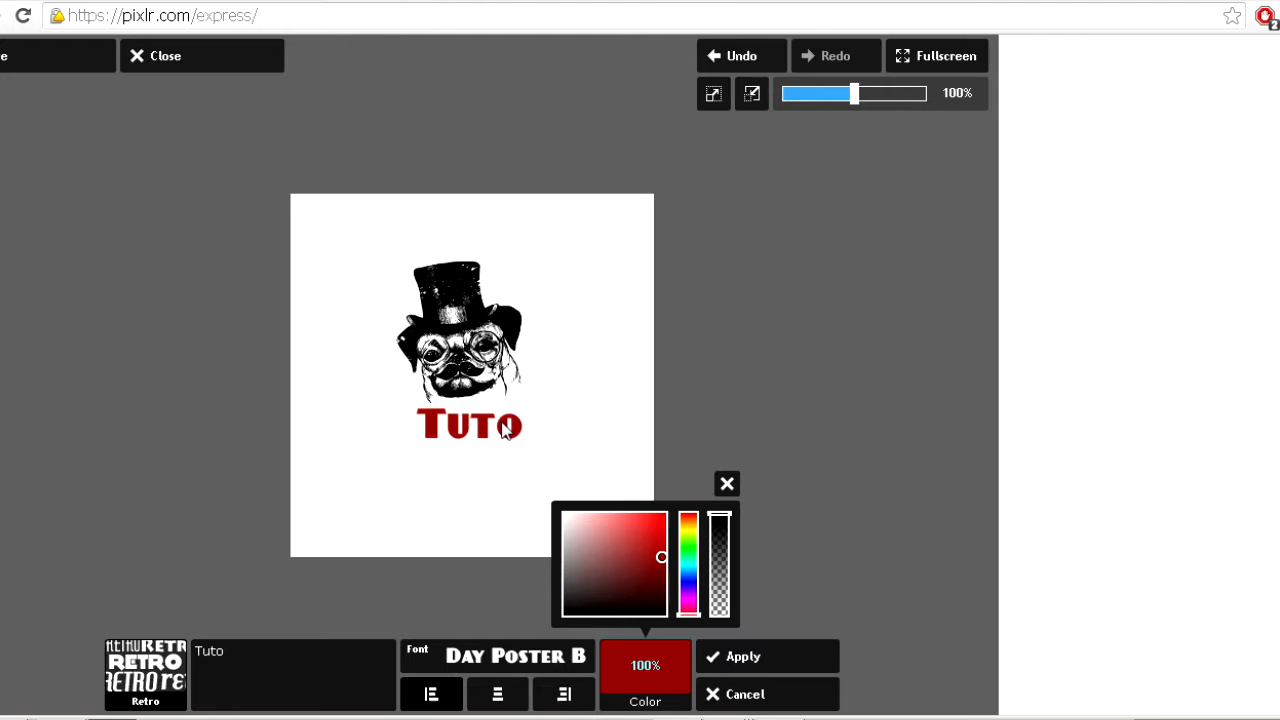 https://pixlr.com/express/
2
e
Close
Undo
Redo
Fullscreen
100%
Tuto
RETRO
Retro
Tuto
Font
Day Poster B
100%
Color
Apply
Cancel